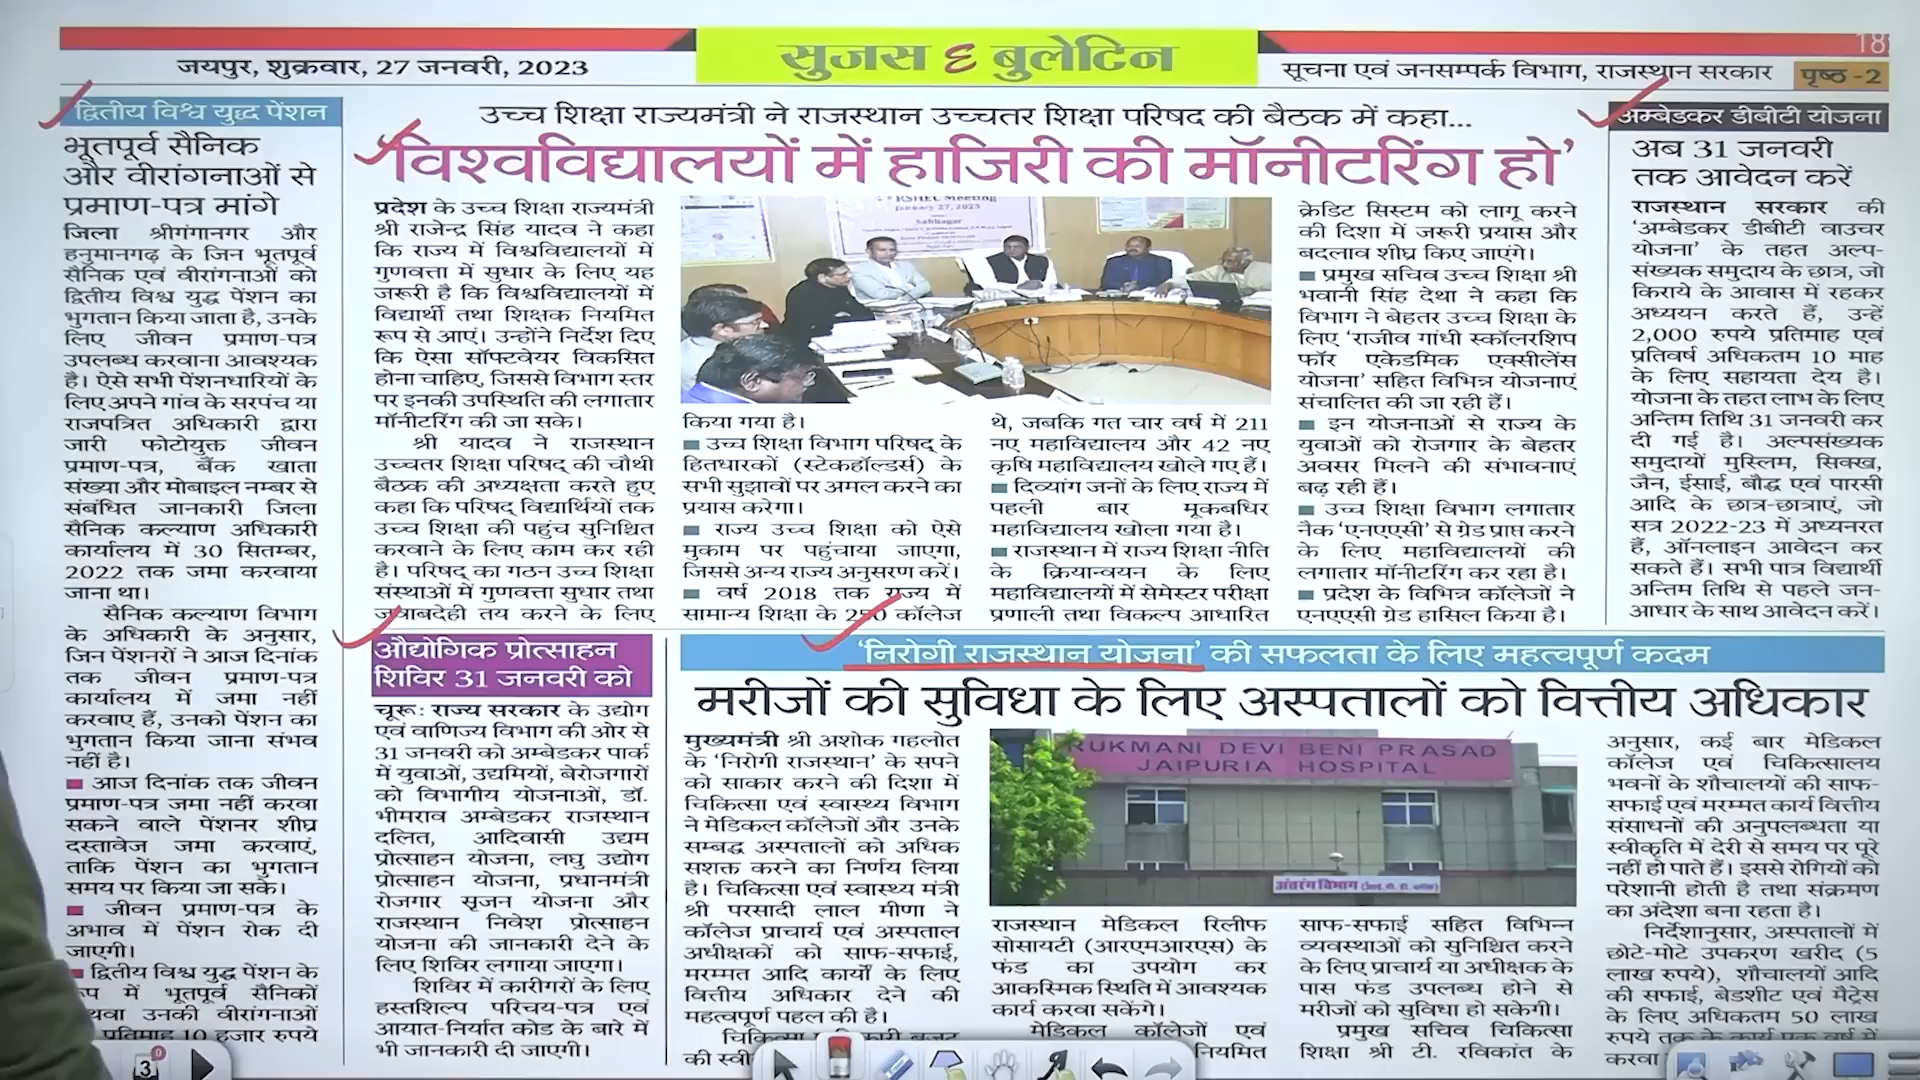 18
जयपुर, शुक्रवार, 27 जनवरी, 2023
सुजस ई बुलेटिन
सूचना एवं जनसम्पर्क विभाग, राजस्थान सरकार
पृष्ठ -2
द्वितीय विश्व युद्ध पेंशन
भूतपूर्व सैनिक
और वीरांगनाओं से
प्रमाण-पत्र मांगे
जिला श्रीगंगानगर और
हनुमानगढ़ के जिन भूतपूर्व
सैनिक एवं वीरांगनाओं को
द्वितीय विश्व युद्ध पेंशन का
भुगतान किया जाता है, उनके
लिए जीवन प्रमाण-पत्र
उपलब्ध करवाना आवश्यक
है। ऐसे सभी पेंशनधारियों के
लिए अपने गांव के सरपंच या
राजपत्रित अधिकारी द्वारा
जारी फोटोयुक्त जीवन
प्रमाण-पत्र, बैंक खाता
संख्या और मोबाइल नम्बर से
संबंधित जानकारी जिला
सैनिक कल्याण अधिकारी
कार्यालय में 30 सितम्बर,
2022 तक जमा करवाया
जाना था।
सैनिक कल्याण विभाग
के अधिकारी के अनुसार,
जिन पेंशनरों ने आज दिनांक
तक जीवन प्रमाण-पत्र
कार्यालय में जमा नहीं
करवाए हैं, उनको पेंशन का
भुगतान किया जाना संभव
नहीं है।
■ आज दिनांक तक जीवन
प्रमाण-पत्र जमा नहीं करवा
सकने वाले पेंशनर शीघ्र
दस्तावेज जमा करवाएं,
ताकि पेंशन का भुगतान
समय पर किया जा सके।
■ जीवन प्रमाण-पत्र के
अभाव में पेंशन रोक दी
जाएगी।
■ द्वितीय विश्व युद्ध पेंशन के
में भूतपूर्व सैनिकों
उनकी वीरांगनाओं
प्रतिमाह 10 हजार रुपये
उच्च शिक्षा राज्यमंत्री ने राजस्थान उच्चतर शिक्षा परिषद की बैठक में कहा...
'विश्वविद्यालयों में हाजिरी की मॉनीटरिंग हो'
प्रदेश के उच्च शिक्षा राज्यमंत्री
श्री राजेन्द्र सिंह यादव ने कहा
कि राज्य में विश्वविद्यालयों में
गुणवत्ता में सुधार के लिए यह
जरूरी है कि विश्वविद्यालयों में
विद्यार्थी तथा शिक्षक नियमित
रूप से आएं। उन्होंने निर्देश दिए
कि ऐसा सॉफ्टवेयर विकसित
होना चाहिए, जिससे विभाग स्तर
पर इनकी उपस्थिति की लगातार
मॉनीटरिंग की जा सके।
श्री यादव ने राजस्थान
उच्चतर शिक्षा परिषद् की चौथी
बैठक की अध्यक्षता करते हुए
कहा कि परिषद् विद्यार्थियों तक
उच्च शिक्षा की पहुंच सुनिश्चित
करवाने के लिए काम कर रही
है। परिषद् का गठन उच्च शिक्षा
संस्थाओं में गुणवत्ता सुधार तथा
जवाबदेही तय करने के लिए
RSHEC Meeting
January 27, 2023
किया गया है।
■ उच्च शिक्षा विभाग परिषद् के
हितधारकों (स्टेकहॉल्डर्स) के
सभी सुझावों पर अमल करने का
प्रयास करेगा।
■ राज्य उच्च शिक्षा को ऐसे
मुकाम पर पहुंचाया जाएगा,
जिससे अन्य राज्य अनुसरण करें।
■ वर्ष 2018 तक राज्य में
सामान्य शिक्षा के 250 कॉलेज
थे, जबकि गत चार वर्ष में 211
नए महाविद्यालय और 42 नए
कृषि महाविद्यालय खोले गए हैं।
■ दिव्यांग जनों के लिए राज्य में
पहली बार मूकबधिर
महाविद्यालय खोला गया है।
■ राजस्थान में राज्य शिक्षा नीति
के क्रियान्वयन के लिए
महाविद्यालयों में सेमेस्टर परीक्षा
प्रणाली तथा विकल्प आधारित
क्रेडिट सिस्टम को लागू करने
की दिशा में जरूरी प्रयास और
बदलाव शीघ्र किए जाएंगे।
■ प्रमुख सचिव उच्च शिक्षा श्री
भवानी सिंह देथा ने कहा कि
विभाग ने बेहतर उच्च शिक्षा के
लिए 'राजीव गांधी स्कॉलरशिप
फॉर एकेडमिक एक्सीलेंस
योजना' सहित विभिन्न योजनाएं
संचालित की जा रही हैं।
■ इन योजनाओं से राज्य के
युवाओं को रोजगार के बेहतर
अवसर मिलने की संभावनाएं
बढ़ रही हैं।
■ उच्च शिक्षा विभाग लगातार
नैक 'एनएएसी' से ग्रेड प्राप्त करने
के लिए महाविद्यालयों की
लगातार मॉनीटरिंग कर रहा है।
■ प्रदेश के विभिन्न कॉलेजों ने
एनएएसी ग्रेड हासिल किया है।
अम्बेडकर डीबीटी योजना
अब 31 जनवरी
तक आवेदन करें
राजस्थान सरकार की
'अम्बेडकर डीबीटी वाउचर
योजना' के तहत अल्प-
संख्यक समुदाय के छात्र, जो
किराये के आवास में रहकर
अध्ययन करते हैं, उन्हें
2,000 रुपये प्रतिमाह एवं
प्रतिवर्ष अधिकतम 10 माह
के लिए सहायता देय है।
योजना के तहत लाभ के लिए
अन्तिम तिथि 31 जनवरी कर
दी गई है। अल्पसंख्यक
समुदायों मुस्लिम, सिक्ख,
जैन, ईसाई, बौद्ध एवं पारसी
आदि के छात्र-छात्राएं, जो
सत्र 2022-23 में अध्यनरत
हैं, ऑनलाइन आवेदन कर
सकते हैं। सभी पात्र विद्यार्थी
अन्तिम तिथि से पहले जन-
आधार के साथ आवेदन करें।
औद्योगिक प्रोत्साहन
शिविर 31 जनवरी को
चूरू: राज्य सरकार के उद्योग
एवं वाणिज्य विभाग की ओर से
31 जनवरी को अम्बेडकर पार्क
में युवाओं, उद्यमियों, बेरोजगारों
को विभागीय योजनाओं, डॉ.
भीमराव अम्बेडकर राजस्थान
दलित, आदिवासी उद्यम
प्रोत्साहन योजना, लघु उद्योग
प्रोत्साहन योजना, प्रधानमंत्री
रोजगार सृजन योजना और
राजस्थान निवेश प्रोत्साहन
योजना की जानकारी देने के
लिए शिविर लगाया जाएगा।
शिविर में कारीगरों के लिए
हस्तशिल्प परिचय-पत्र एवं
आयात-निर्यात कोड के बारे में
भी जानकारी दी जाएगी।
'निरोगी राजस्थान योजना' की सफलता के लिए महत्वपूर्ण कदम
मरीजों की सुविधा के लिए अस्पतालों को वित्तीय अधिकार
मुख्यमंत्री श्री अशोक गहलोत
के 'निरोगी राजस्थान' के सपने
को साकार करने की दिशा में
चिकित्सा एवं स्वास्थ्य विभाग
ने मेडिकल कॉलेजों और उनके
सम्बद्ध अस्पतालों को अधिक
सशक्त करने का निर्णय लिया
है। चिकित्सा एवं स्वास्थ्य मंत्री
श्री परसादी लाल मीणा ने
कॉलेज प्राचार्य एवं अस्पताल
अधीक्षकों को साफ-सफाई,
मरम्मत आदि कार्यों के लिए
वित्तीय अधिकार देने की
महत्वपूर्ण पहल की है।
की स्वी
RUKMANI DEVI BENI PRASAD
JAIPURIA HOSPITAL
अंतरंग विभाग
राजस्थान मेडिकल रिलीफ
सोसायटी (आरएमआरएस) के
फंड का उपयोग कर
आकस्मिक स्थिति में आवश्यक
कार्य करवा सकेंगे।
मेडिकल कॉलेजों एवं
नियमित
साफ-सफाई सहित विभिन्न
व्यवस्थाओं को सुनिश्चित करने
के लिए प्राचार्य या अधीक्षक के
पास फंड उपलब्ध होने से
मरीजों को सुविधा हो सकेगी।
प्रमुख सचिव चिकित्सा
शिक्षा श्री टी. रविकांत के
अनुसार, कई बार मेडिकल
कॉलेज एवं चिकित्सालय
भवनों के शौचालयों की साफ-
सफाई एवं मरम्मत कार्य वित्तीय
संसाधनों की अनुपलब्धता या
स्वीकृति में देरी से समय पर पूरे
नहीं हो पाते हैं। इससे रोगियों को
परेशानी होती है तथा संक्रमण
का अंदेशा बना रहता है।
निर्देशानुसार, अस्पतालों में
छोटे-मोटे उपकरण खरीद (5
लाख रुपये), शौचालयों आदि
की सफाई, बेडशीट एवं मैट्रेस
के लिए अधिकतम 50 लाख
रुपये तक के कार्य एक वर्ष में
करवा
3
0